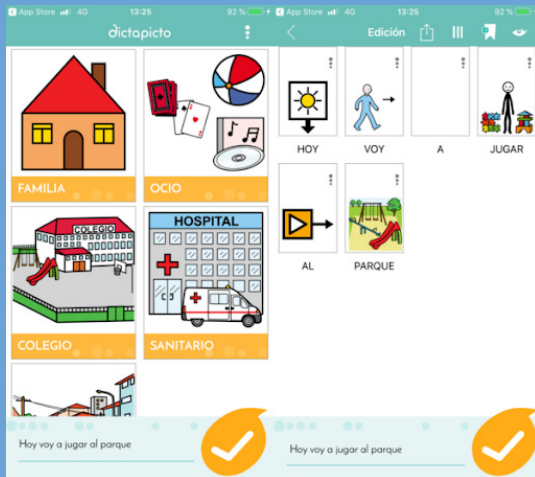 App Store 4G 13:25 92 %
dictapicto
FAMILIA
OCIO
COLEGIO
COLEGIO
HOSPITAL
SANITARIO
Hoy voy a jugar al parque
App Store 4G 13:25 92 %
Edición
HOY VOY A JUGAR
AL PARQUE
Hoy voy a jugar al parque